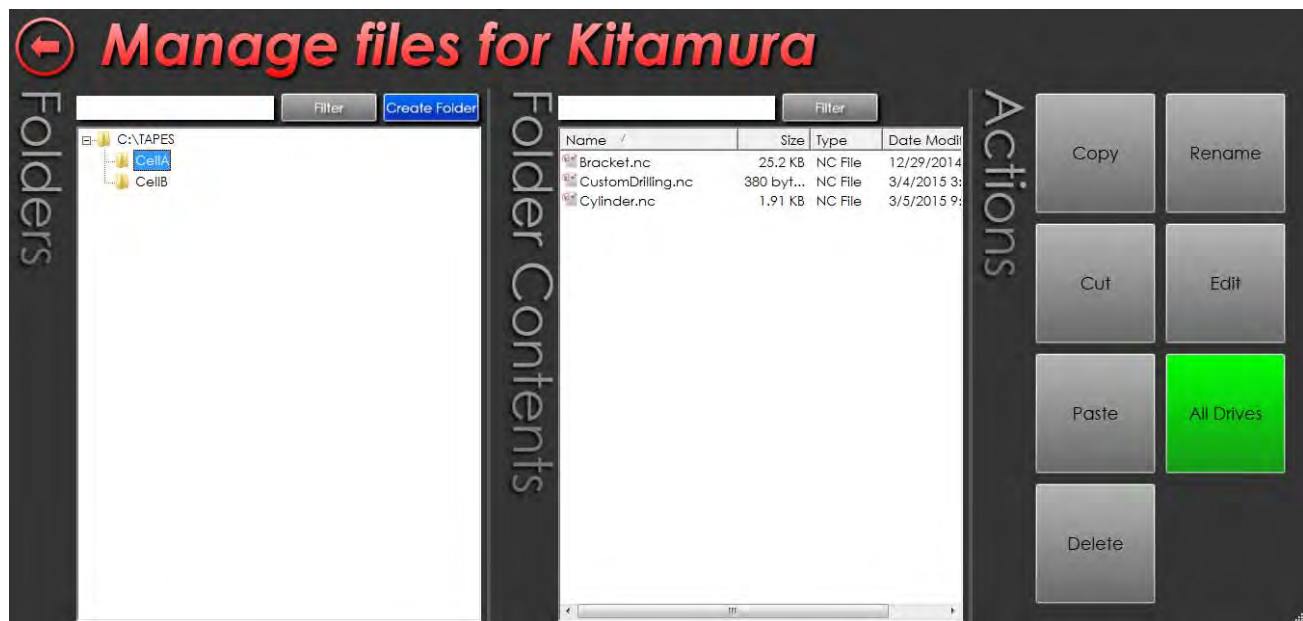 Manage files for Kitamura
Folders
Filter
Create Folder
C:\TAPES
CellA
CellB
Folder Contents
Filter
Name Size Type Date Modif
Bracket.nc 25.2 KB NC File 12/29/2014
CustomDrilling.nc 380 byt... NC File 3/4/2015 3:
Cylinder.nc 1.91 KB NC File 3/5/2015 9:
Actions
Copy
Rename
Cut
Edit
Paste
All Drives
Delete